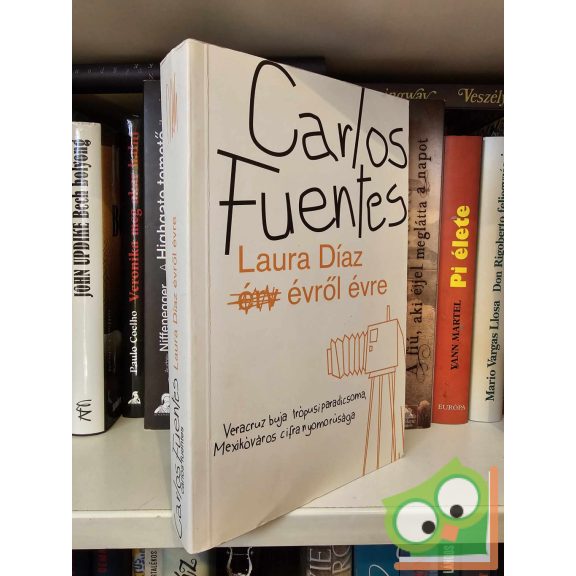 Carlos
Fuentes
Laura Díaz
évről évre
Veracruz buja trópusi paradicsoma,
Mexikóváros cifra nyomorúsága
Carlos Fuentes
Laura Díaz évről évre
JOHN UPDIKE Bech bolyong
Paulo Coelho
Veronika meg akar halni
Niffenegger
A Highgate temető
A fiú, aki éjjel meglátta a napot
YANN MARTEL
Pi élete
EURÓPA
Mario Vargas Llosa
Don Rigoberto feljegyzései
Veszély